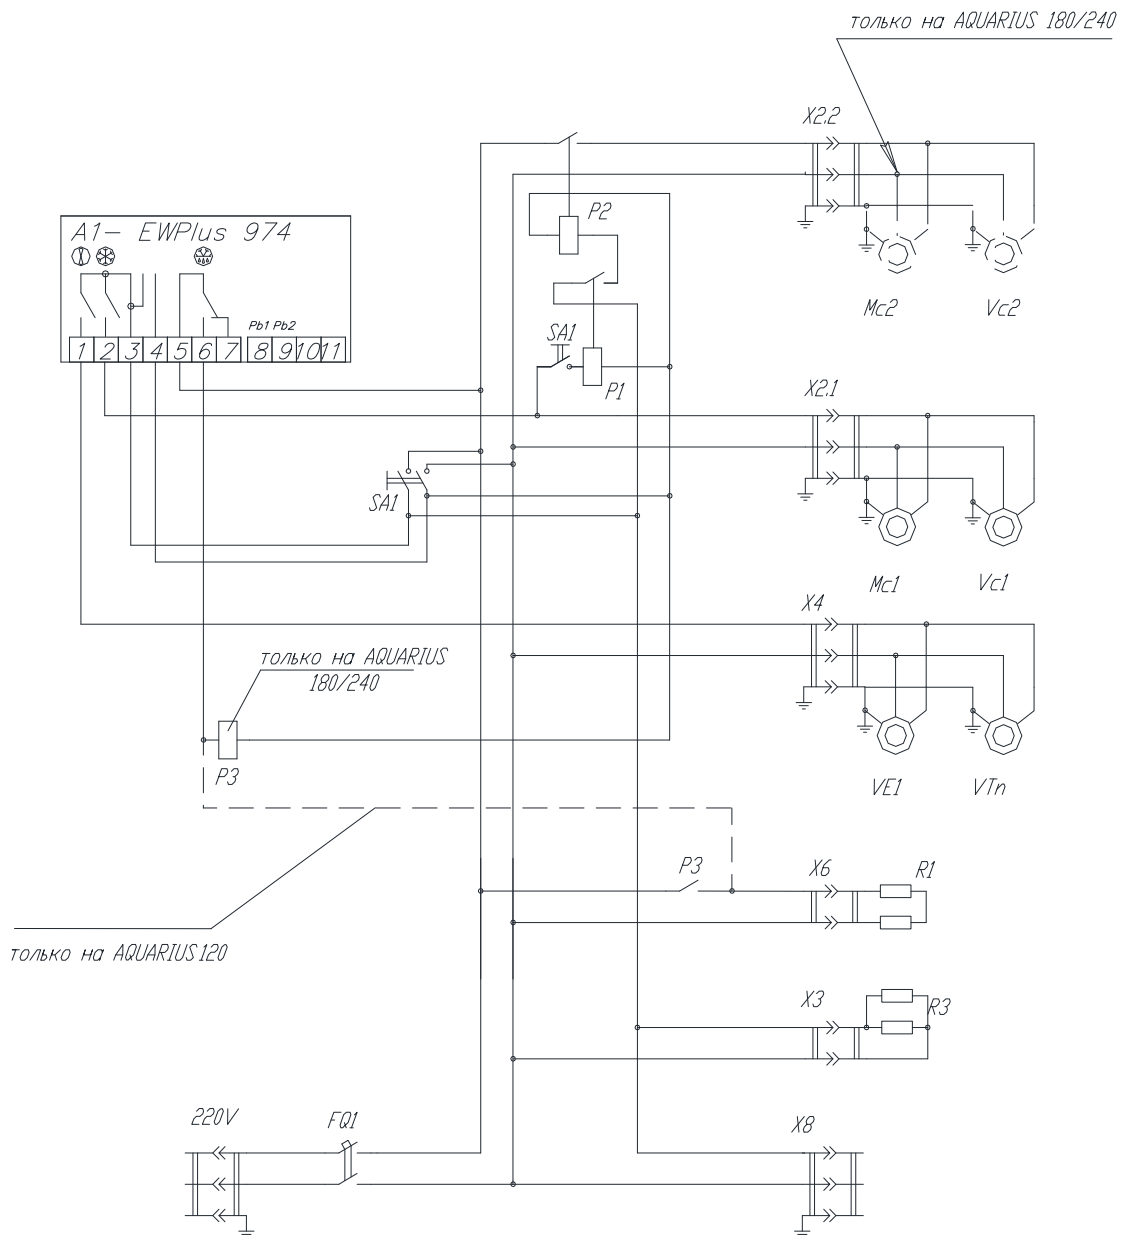 только на AQUARIUS 180/240
X2.2
A1- EWPlus 974
P2
Mc2
Vc2
Pb1 Pb2
1 2 3 4 5 6 7 8 9 10 11
SA1
P1
X2.1
SA1
Mc1
Vc1
X4
только на AQUARIUS
180/240
P3
VE1
VTn
P3
X6
R1
только на AQUARIUS120
X3
R3
220V
FQ1
X8